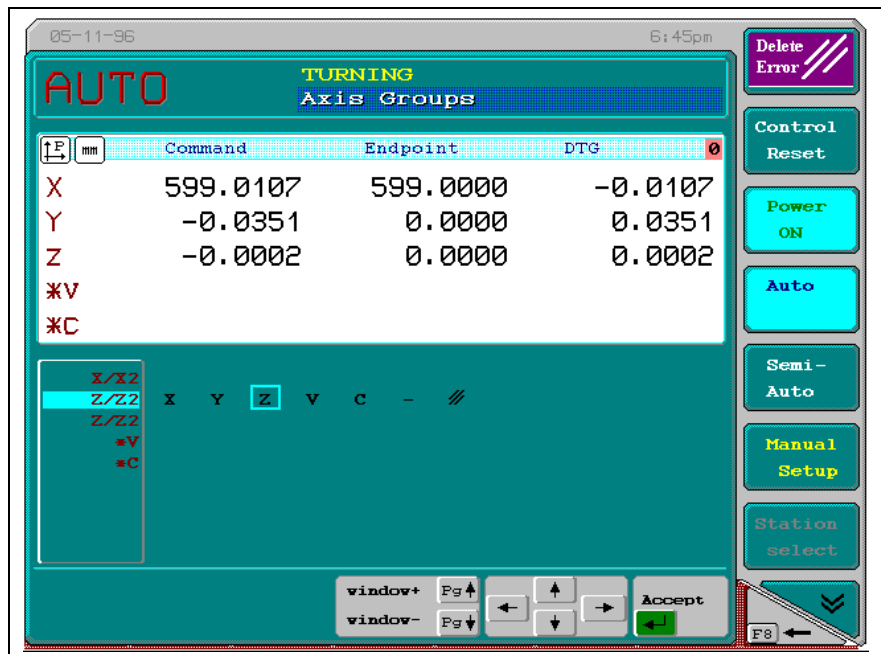 05-11-96 6:45pm
AUTO
TURNING
Axis Groups
P mm Command Endpoint DTG 0
X 599.0107 599.0000 -0.0107
Y -0.0351 0.0000 0.0351
Z -0.0002 0.0000 0.0002
*V
*C
X/X2
Z/Z2 X Y Z V C - //
Z/Z2
*V
*C
window+ Pg
window- Pg
Accept
Delete
Error
Control
Reset
Power
ON
Auto
Semi-
Auto
Manual
Setup
Station
select
F8